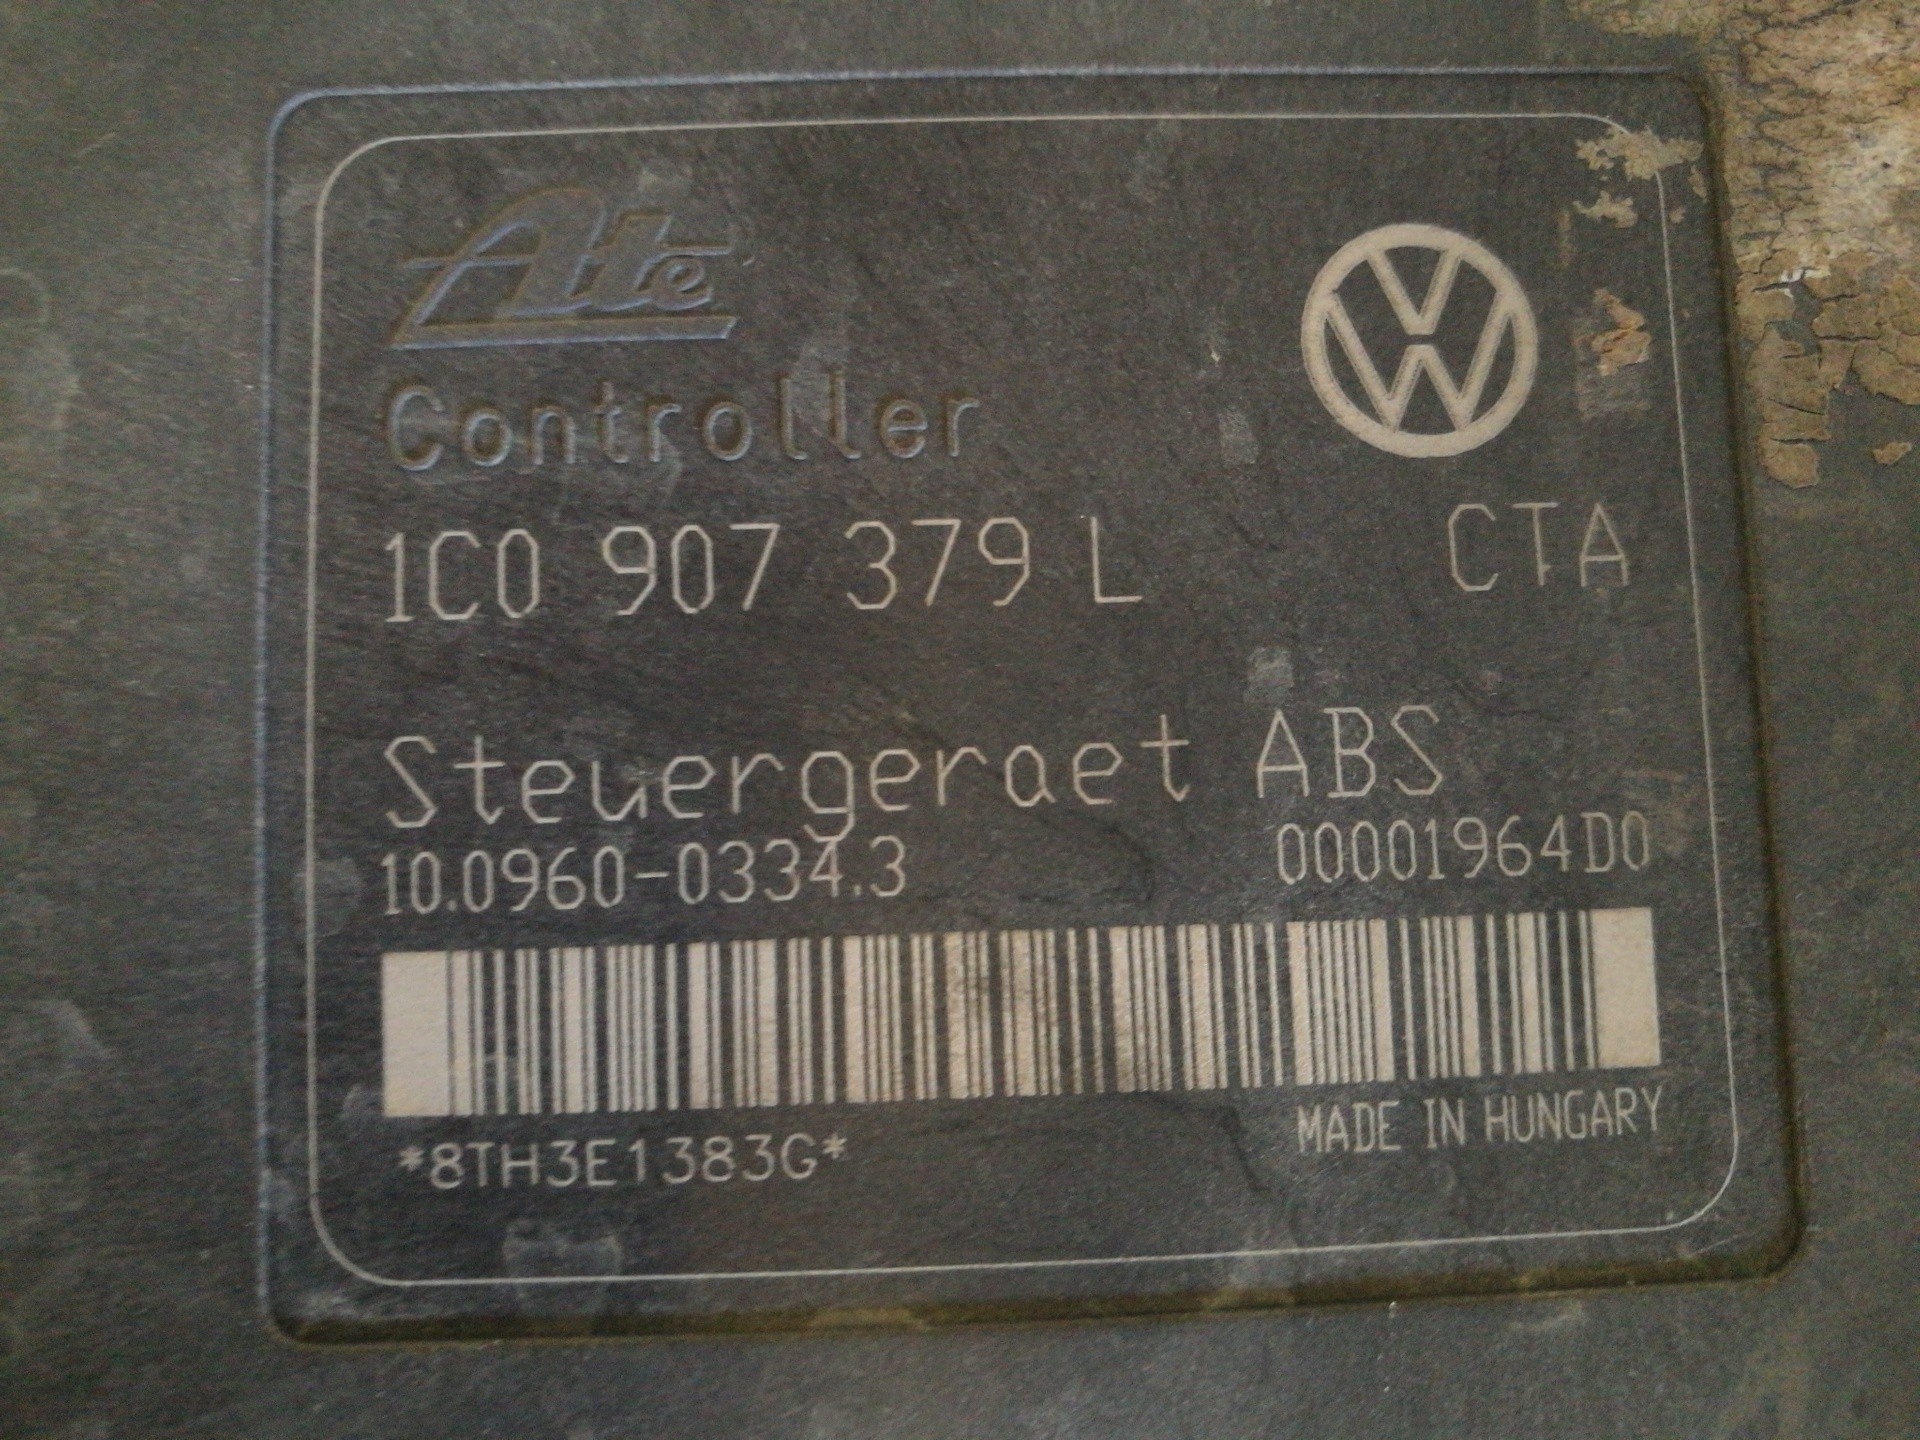 Ate
Controller
1C0 907 379 L CTA
Steuergeraet ABS
10.0960-0334.3 00001964D0
MADE IN HUNGARY
*8TH3E1383G*